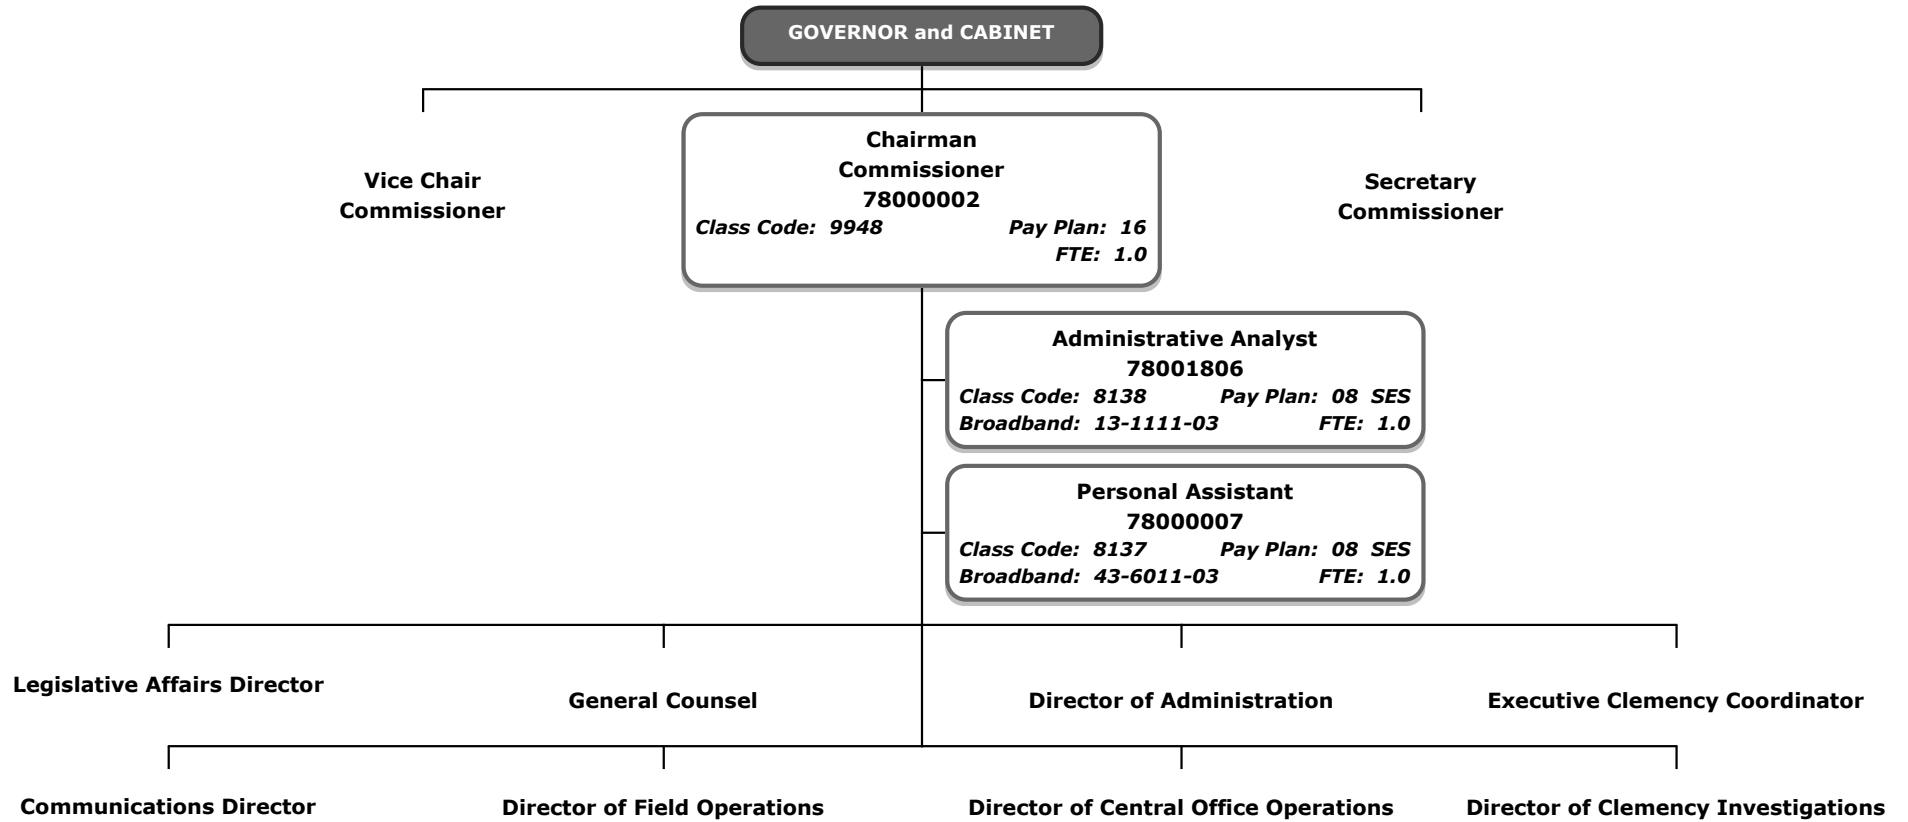 GOVERNOR and CABINET
Chairman
Commissioner
78000002
Class Code: 9948 Pay Plan: 16
FTE: 1.0
Vice Chair
Commissioner
Secretary
Commissioner
Administrative Analyst
78001806
Class Code: 8138 Pay Plan: 08 SES
Broadband: 13-1111-03 FTE: 1.0
Personal Assistant
78000007
Class Code: 8137 Pay Plan: 08 SES
Broadband: 43-6011-03 FTE: 1.0
Legislative Affairs Director
General Counsel
Director of Administration
Executive Clemency Coordinator
Communications Director
Director of Field Operations
Director of Central Office Operations
Director of Clemency Investigations